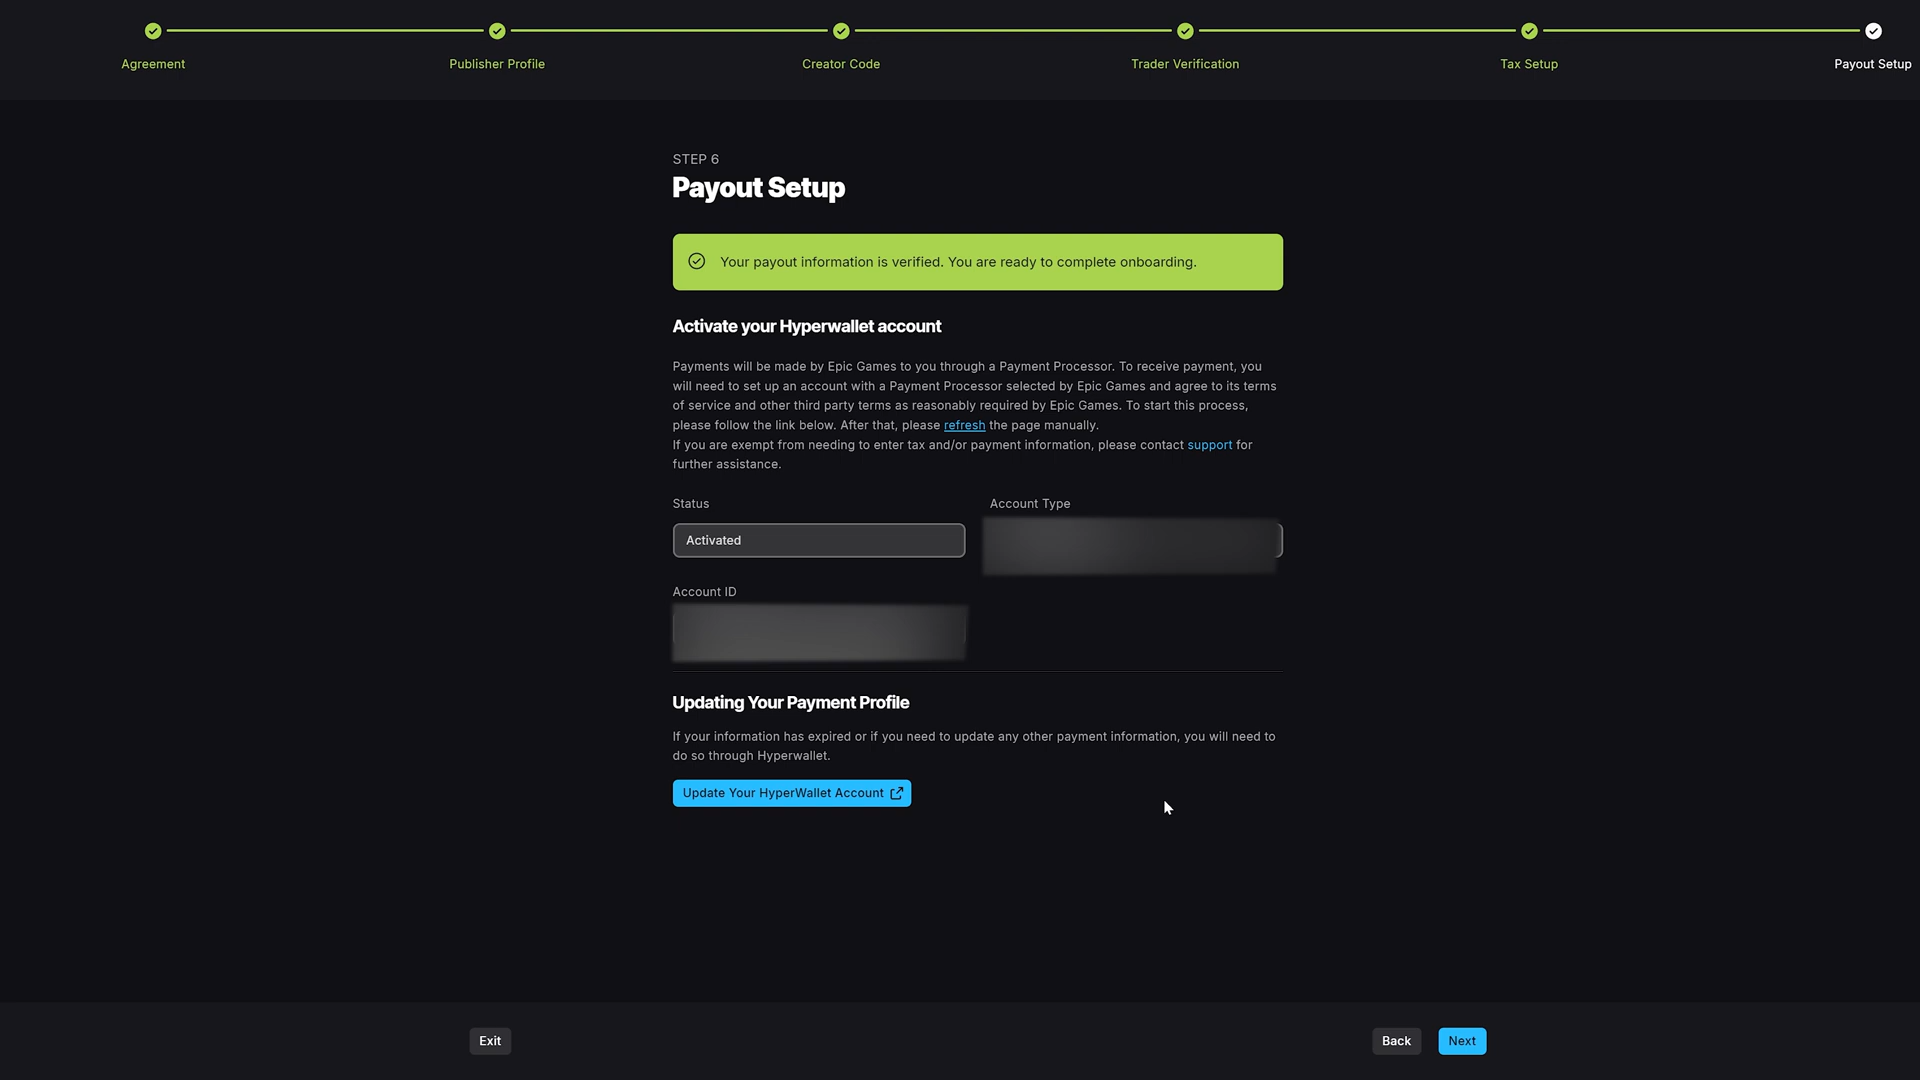 Agreement
Publisher Profile
Creator Code
Trader Verification
Tax Setup
Payout Setup
STEP 6
Payout Setup
Your payout information is verified. You are ready to complete onboarding.
Activate your Hyperwallet account
Payments will be made by Epic Games to you through a Payment Processor. To receive payment, you
will need to set up an account with a Payment Processor selected by Epic Games and agree to its terms
of service and other third party terms as reasonably required by Epic Games. To start this process,
please follow the link below. After that, please refresh the page manually.
If you are exempt from needing to enter tax and/or payment information, please contact support for
further assistance.
Status
Account Type
Activated
Account ID
Updating Your Payment Profile
If your information has expired or if you need to update any other payment information, you will need to
do so through Hyperwallet.
Update Your HyperWallet Account
Exit
Back
Next